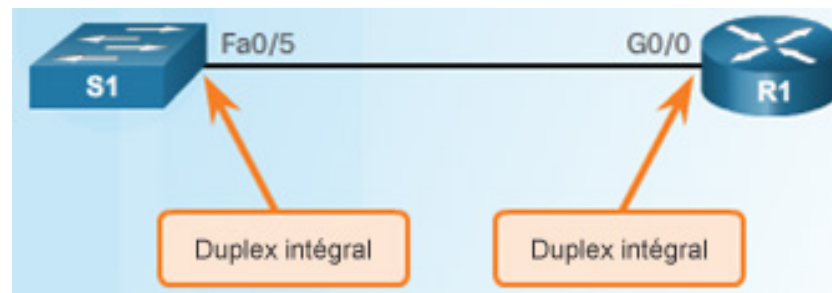 Fa0/5
G0/0
S1
R1
Duplex intégral
Duplex intégral